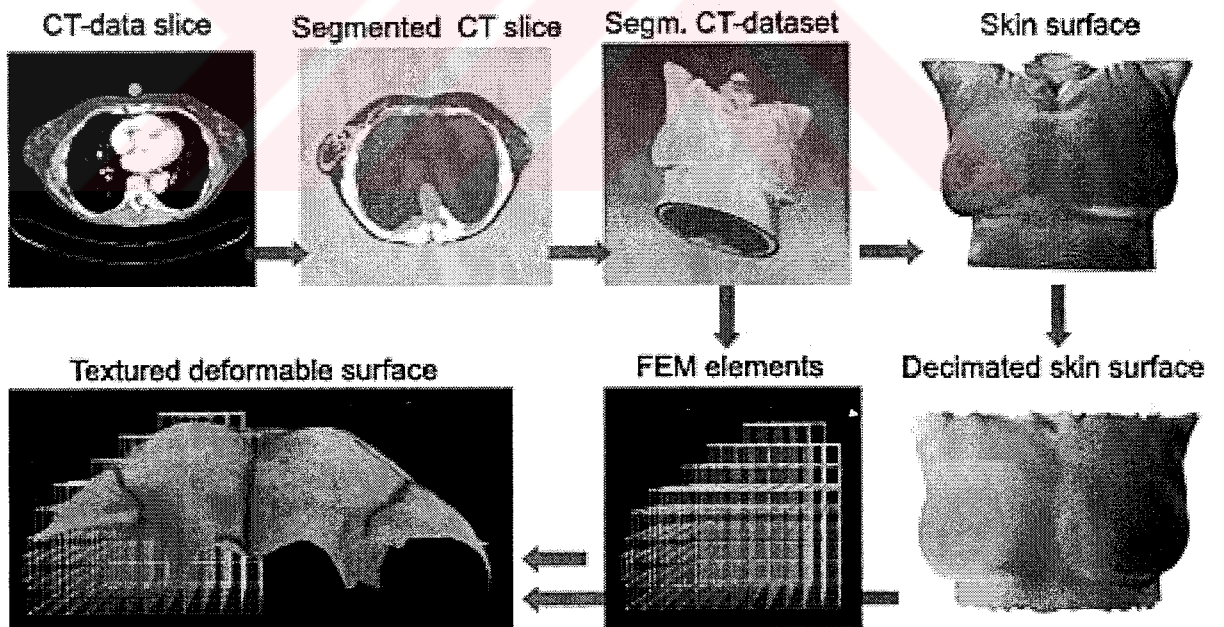 CT-data slice
Segmented CT slice
Segm. CT-dataset
Skin surface
Textured deformable surface
FEM elements
Decimated skin surface